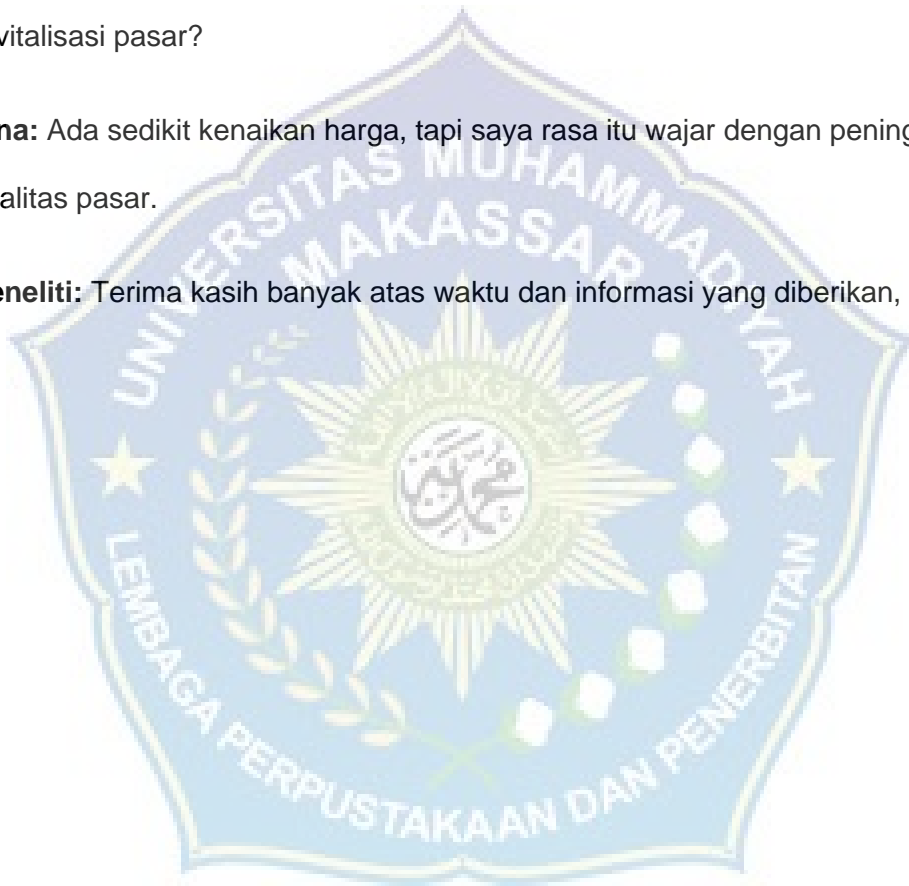 vitalisasi pasar?
na: Ada sedikit kenaikan harga, tapi saya rasa itu wajar dengan pening
alitas pasar.
eneliti: Terima kasih banyak atas waktu dan informasi yang diberikan,
UNIVERSITAS MUHAMMADIYAH
MAKASSAR
LEMBAGA PERPUSTAKAAN DAN PENERBITAN